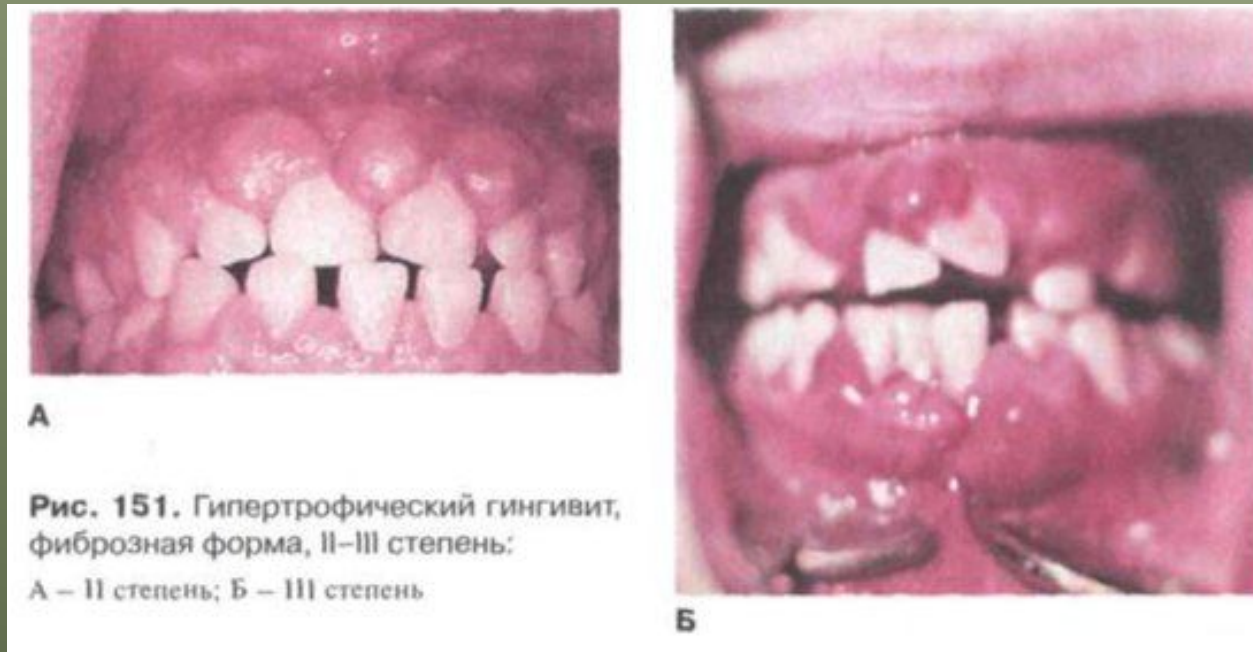 А
Рис. 151. Гипертрофический гингивит,
фиброзная форма, II–III степень:
А – II степень; Б – III степень
Б